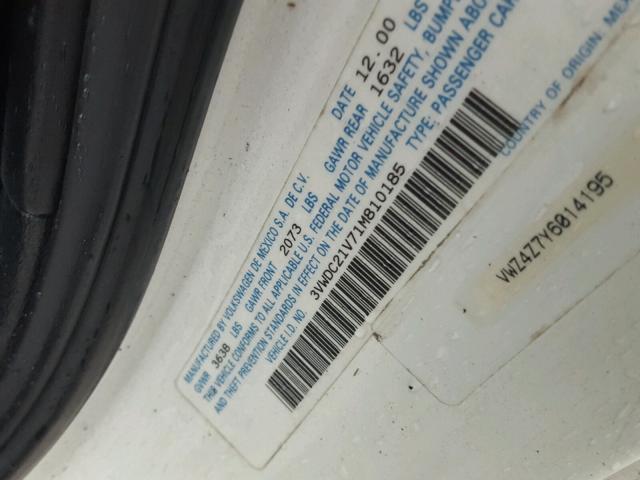 MANUFACTURED BY VOLKSWAGEN DE MEXICO S.A. DE C.V. DATE 12.00
GVWR 3638 LBS GAWR FRONT 2073 LBS GAWR REAR 1632 LBS
THIS VEHICLE CONFORMS TO ALL APPLICABLE U.S. FEDERAL MOTOR VEHICLE SAFETY, BUMP
AND THEFT PREVENTION STANDARDS IN EFFECT ON THE DATE OF MANUFACTURE SHOWN ABO
VEHICLE I.D. NO. 3VWDC21V71M810185 TYPE: PASSENGER CAR
COUNTRY OF ORIGIN: MEX
VWZ4Z7Y6014195